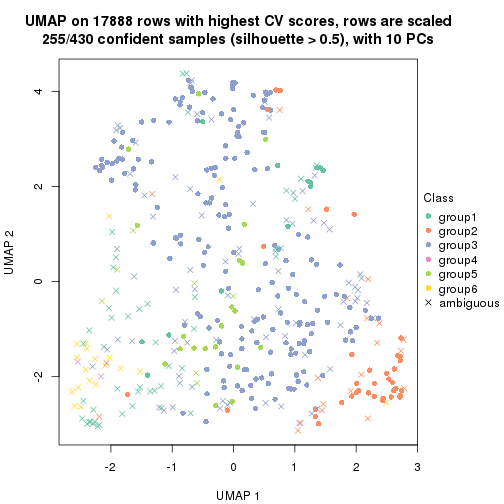 UMAP on 17888 rows with highest CV scores, rows are scaled
255/430 confident samples (silhouette > 0.5), with 10 PCs
4
2
0
-2
UMAP 2
-2
-1
0
1
2
3
UMAP 1
Class
group1
group2
group3
group4
group5
group6
ambiguous